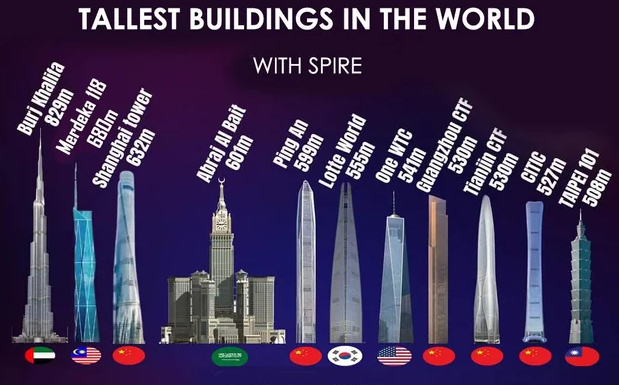 TALLEST BUILDINGS IN THE WORLD
WITH SPIRE
Burj Khalifa
829m
Merdeka 118
680m
Shanghai tower
632m
Abraj Al Bait
601m
Ping An
599m
Lotte World
555m
One WTC
541m
Guangzhou CTF
530m
Tianjin CTF
530m
CITIC
527m
TAIPEI 101
508m